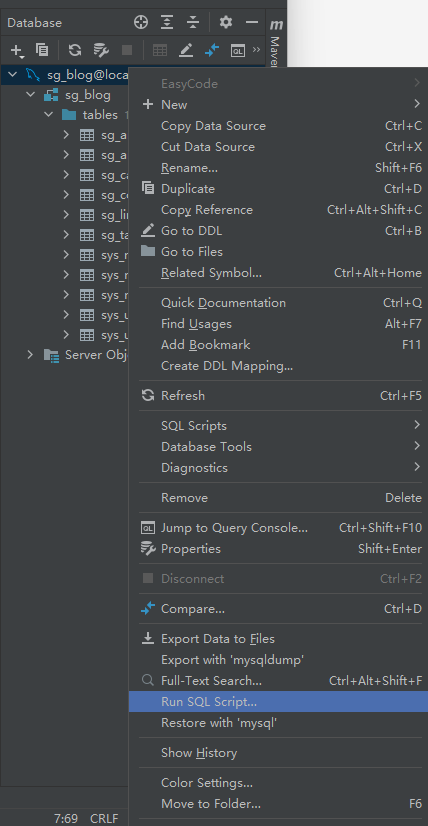 Database
Maven
sg_blog@loca
sg_blog
tables 1
sg_a
sg_a
sg_ca
sg_co
sg_lin
sg_ta
sys_r
sys_r
sys_r
sys_u
sys_u
Server Obje
EasyCode
New
Copy Data Source Ctrl+C
Cut Data Source Ctrl+X
Rename... Shift+F6
Duplicate Ctrl+D
Copy Reference Ctrl+Alt+Shift+C
Go to DDL Ctrl+B
Go to Files
Related Symbol... Ctrl+Alt+Home
Quick Documentation Ctrl+Q
Find Usages Alt+F7
Add Bookmark F11
Create DDL Mapping...
Refresh Ctrl+F5
SQL Scripts
Database Tools
Diagnostics
Remove Delete
QL Jump to Query Console... Ctrl+Shift+F10
Properties Shift+Enter
Disconnect Ctrl+F2
Compare... Ctrl+D
Export Data to Files
Export with 'mysqldump'
Full-Text Search... Ctrl+Alt+Shift+F
Run SQL Script...
Restore with 'mysql'
Show History
Color Settings...
Move to Folder... F6
7:69 CRLF